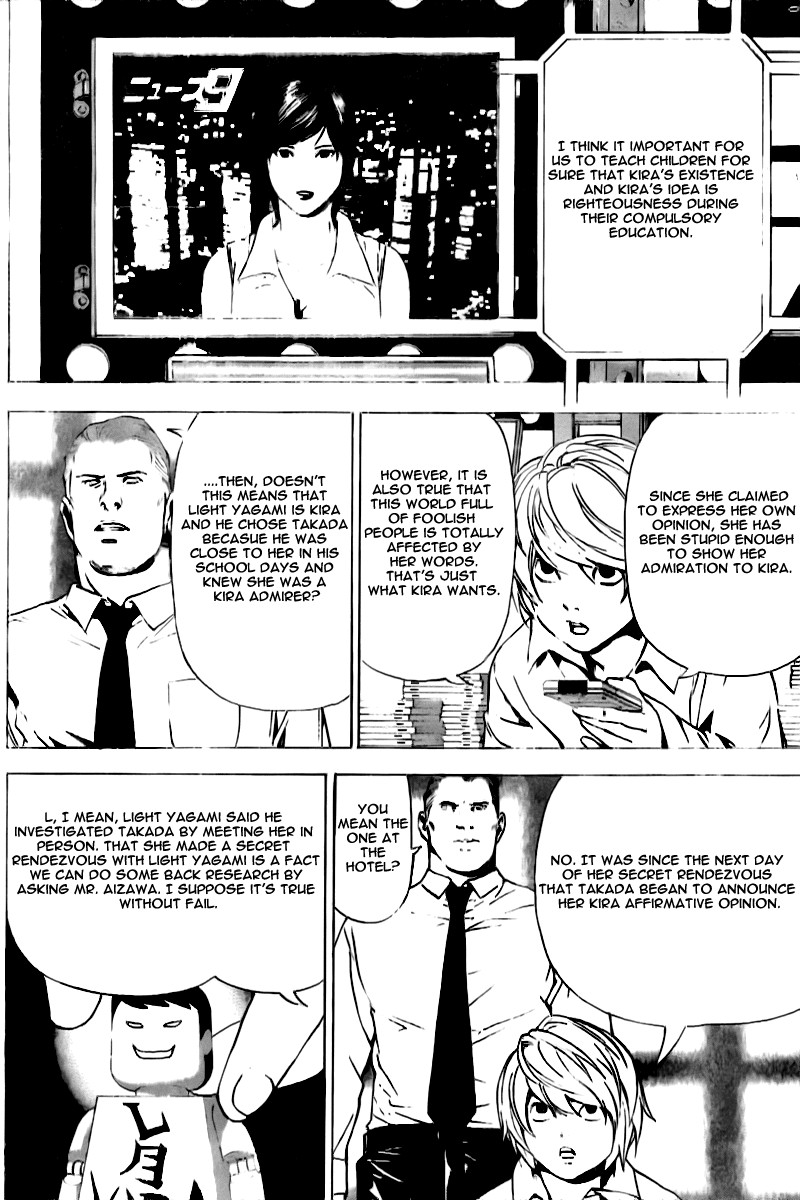 ニュース9
I THINK IT IMPORTANT FOR
US TO TEACH CHILDREN FOR
SURE THAT KIRA'S EXISTENCE
AND KIRA'S IDEA IS
RIGHTEOUSNESS DURING
THEIR COMPULSORY
EDUCATION.
SINCE SHE CLAIMED
TO EXPRESS HER OWN
OPINION, SHE HAS
BEEN STUPID ENOUGH
TO SHOW HER
ADMIRATION TO KIRA.
HOWEVER, IT IS
ALSO TRUE THAT
THIS WORLD FULL
OF FOOLISH
PEOPLE IS TOTALLY
AFFECTED BY
HER WORDS.
THAT'S JUST
WHAT KIRA WANTS.
....THEN, DOESN'T
THIS MEANS THAT
LIGHT YAGAMI IS KIRA
AND HE CHOSE TAKADA
BECASUE HE WAS
CLOSE TO HER IN HIS
SCHOOL DAYS AND
KNEW SHE WAS A
KIRA ADMIRER?
NO. IT WAS SINCE THE NEXT DAY
OF HER SECRET RENDEZVOUS
THAT TAKADA BEGAN TO ANNOUNCE
HER KIRA AFFIRMATIVE OPINION.
YOU
MEAN THE
ONE AT
THE
HOTEL?
L, I MEAN, LIGHT YAGAMI SAID HE
INVESTIGATED TAKADA BY MEETING HER IN
PERSON. THAT SHE MADE A SECRET
RENDEZVOUS WITH LIGHT YAGAMI IS A FACT
WE CAN DO SOME BACK RESEARCH BY
ASKING MR. AIZAWA. I SUPPOSE IT'S TRUE
WITHOUT FAIL.
L
月